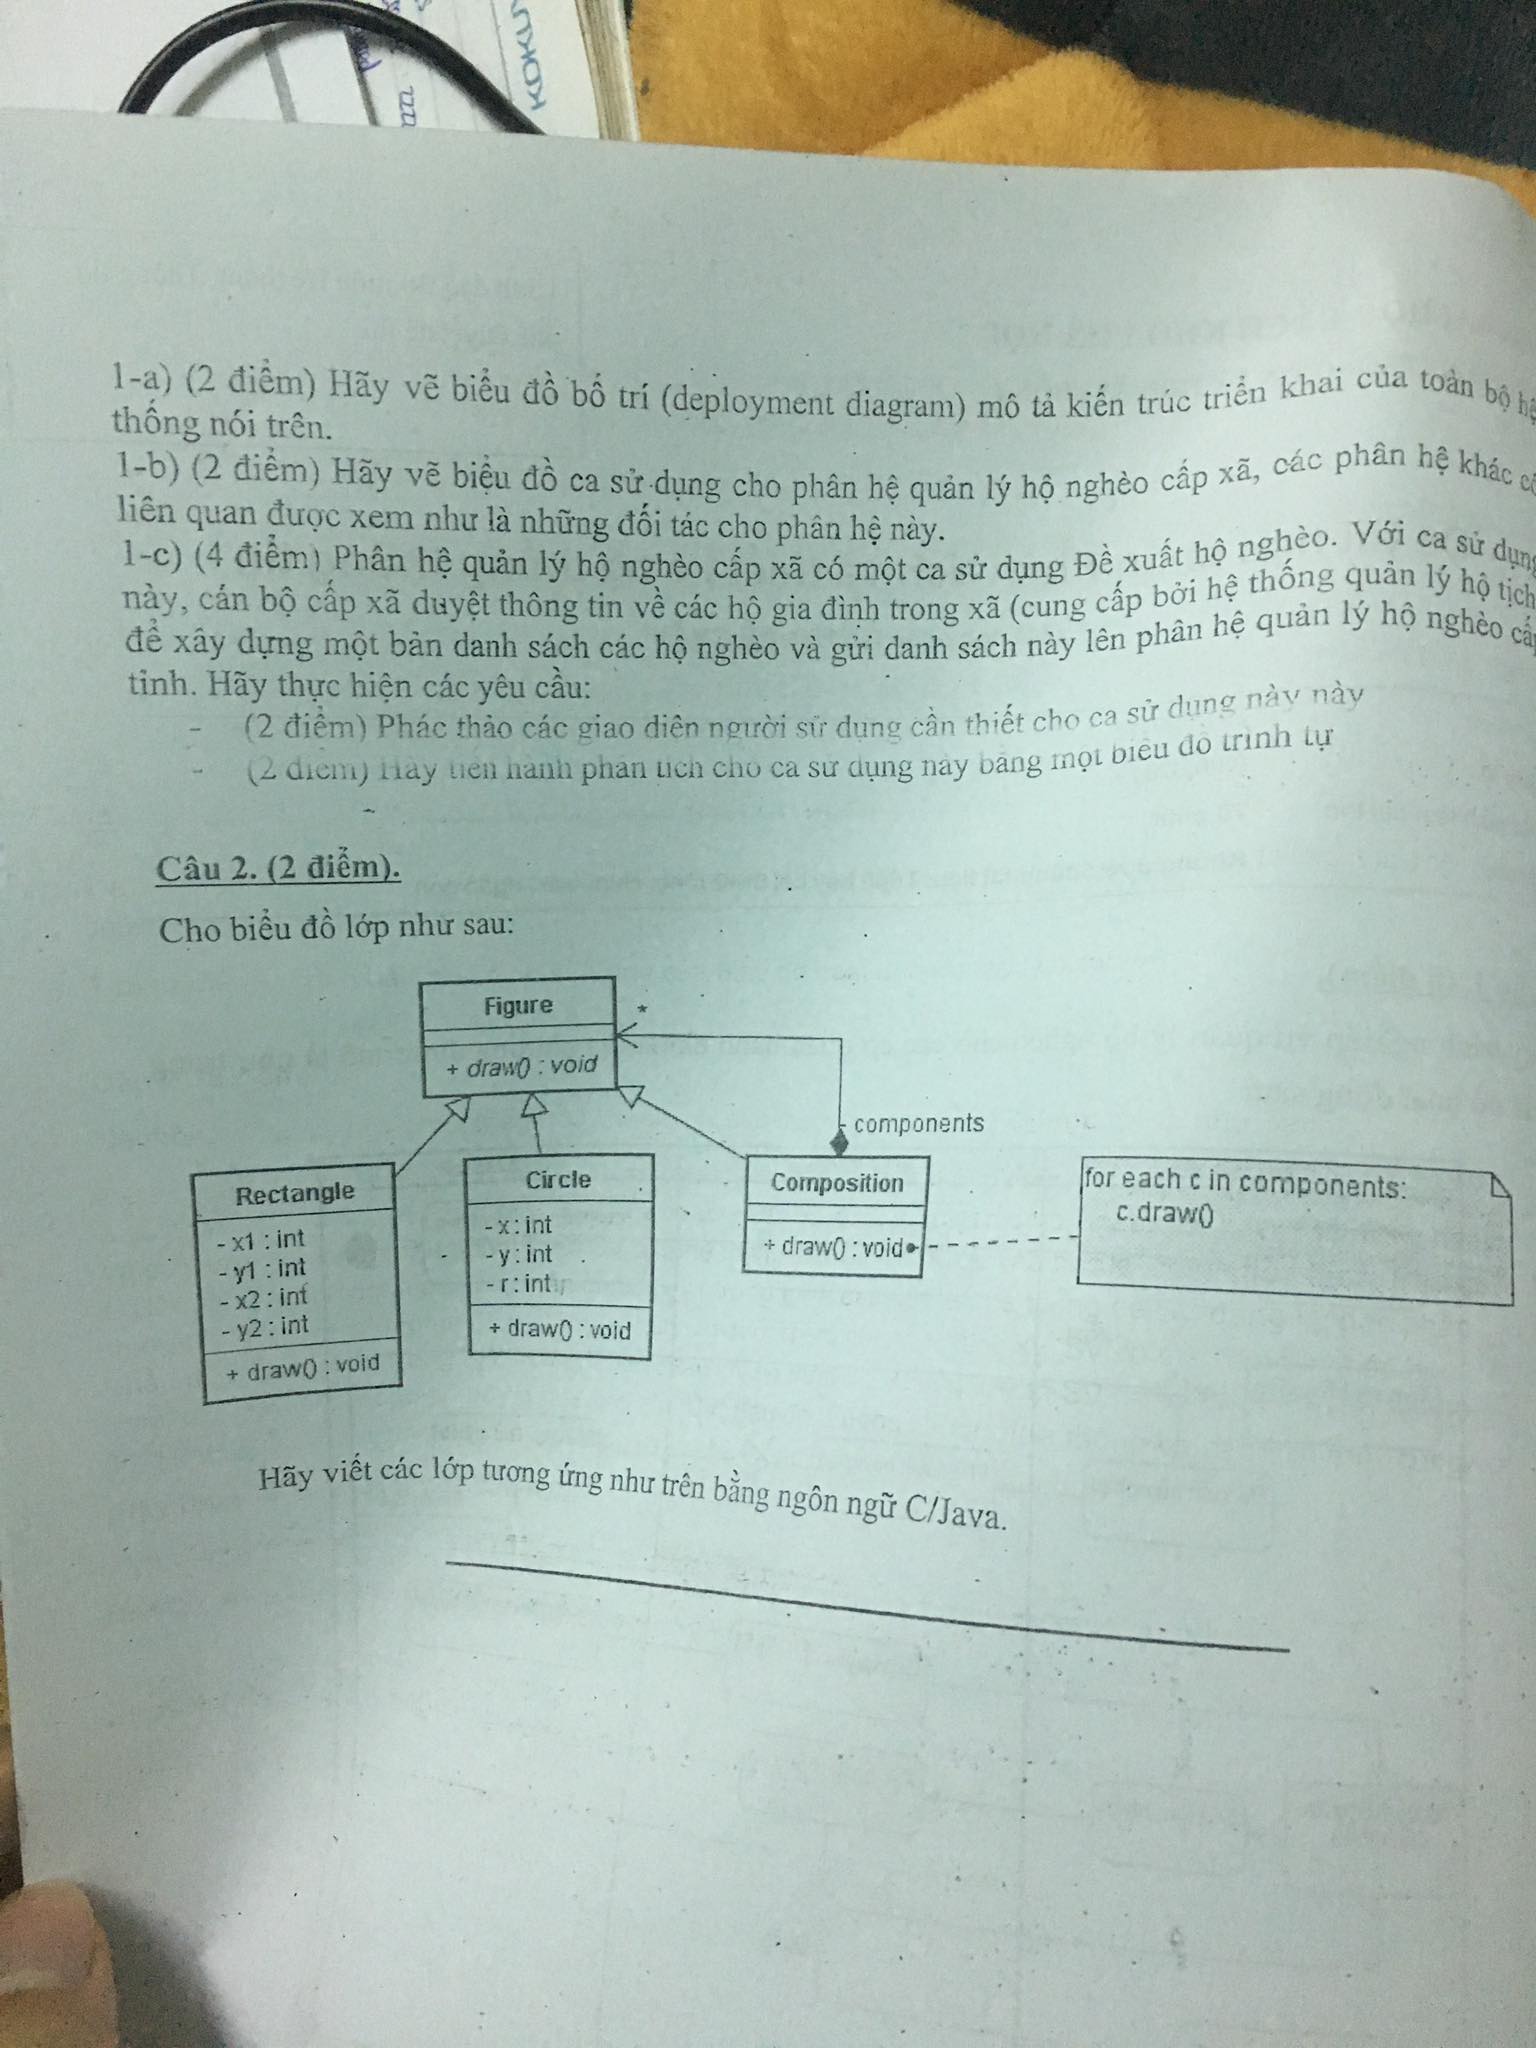 KOKUY
1-a) (2 điểm) Hãy vẽ biểu đồ bố trí (deployment diagram) mô tả kiến trúc triển khai của toàn bộ hệ
thống nói trên.
1-b) (2 điểm) Hãy vẽ biểu đồ ca sử dụng cho phân hệ quản lý hộ nghèo cấp xã, các phân hệ khác có
liên quan được xem như là những đối tác cho phân hệ này.
1-c) (4 điểm) Phân hệ quản lý hộ nghèo cấp xã có một ca sử dụng Đề xuất hộ nghèo. Với ca sử dụng
này, cán bộ cấp xã duyệt thông tin về các hộ gia đình trong xã (cung cấp bởi hệ thống quản lý hộ tịch
để xây dựng một bản danh sách các hộ nghèo và gửi danh sách này lên phân hệ quản lý hộ nghèo cấp
tỉnh. Hãy thực hiện các yêu cầu:
- (2 điểm) Phác thảo các giao diện người sử dụng cần thiết cho ca sử dụng này này
- (2 điểm) Hãy tiến hành phân tích cho ca sử dụng này bằng một biểu đồ trình tự
Câu 2. (2 điểm).
Cho biểu đồ lớp như sau:
Figure
+ draw() : void
*
- components
Rectangle
- x1 : int
- y1 : int
- x2 : int
- y2 : int
+ draw() : void
Circle
- x : int
- y : int
- r : int
+ draw() : void
Composition
+ draw() : void
for each c in components:
c.draw()
Hãy viết các lớp tương ứng như trên bằng ngôn ngữ C/Java.